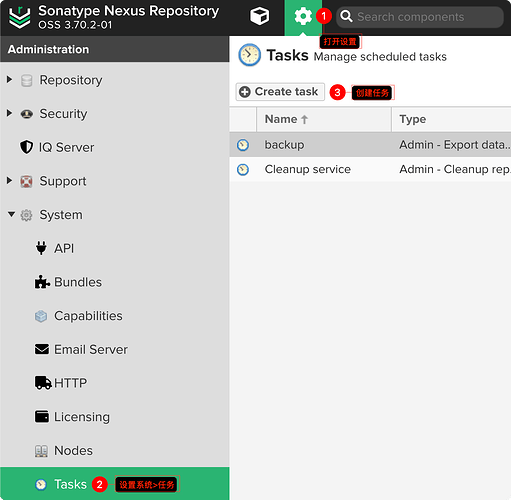 Sonatype Nexus Repository
OSS 3.70.2-01
Search components
1 打开设置
Administration
Tasks Manage scheduled tasks
Repository
Create task 3 创建任务
Security
Name Type
IQ Server
backup Admin - Export data...
Cleanup service Admin - Cleanup rep...
Support
System
API
Bundles
Capabilities
Email Server
HTTP
Licensing
Nodes
Tasks 2 设置系统>任务